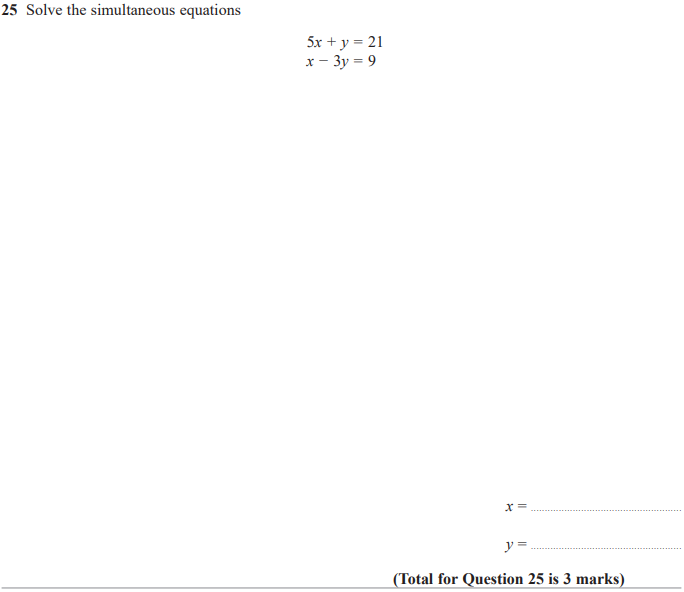 25 Solve the simultaneous equations
5x + y = 21
x − 3y = 9
x = ........................................................
y = ........................................................
(Total for Question 25 is 3 marks)